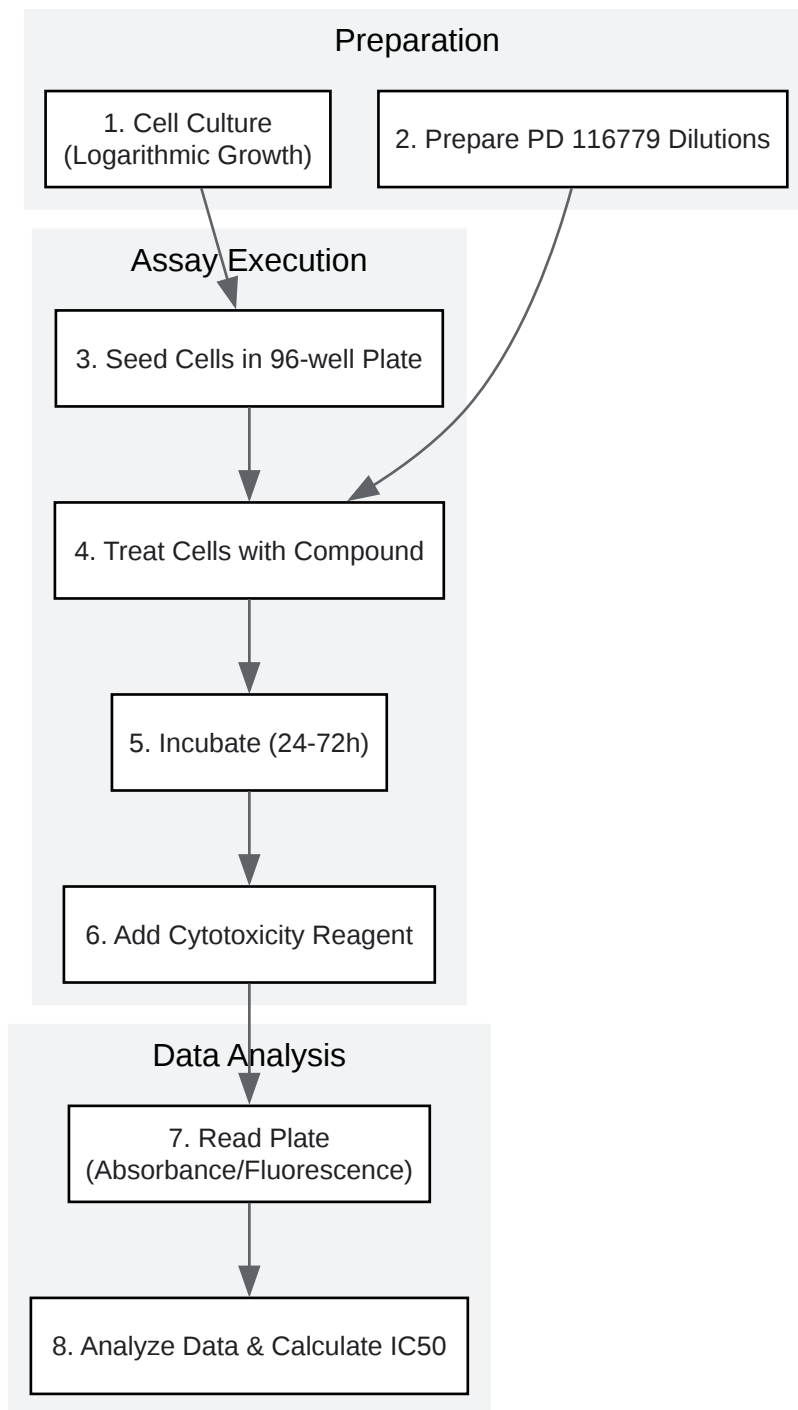 Preparation
1. Cell Culture
(Logarithmic Growth)
2. Prepare PD 116779 Dilutions
Assay Execution
3. Seed Cells in 96-well Plate
4. Treat Cells with Compound
5. Incubate (24-72h)
6. Add Cytotoxicity Reagent
Data Analysis
7. Read Plate
(Absorbance/Fluorescence)
8. Analyze Data & Calculate IC50